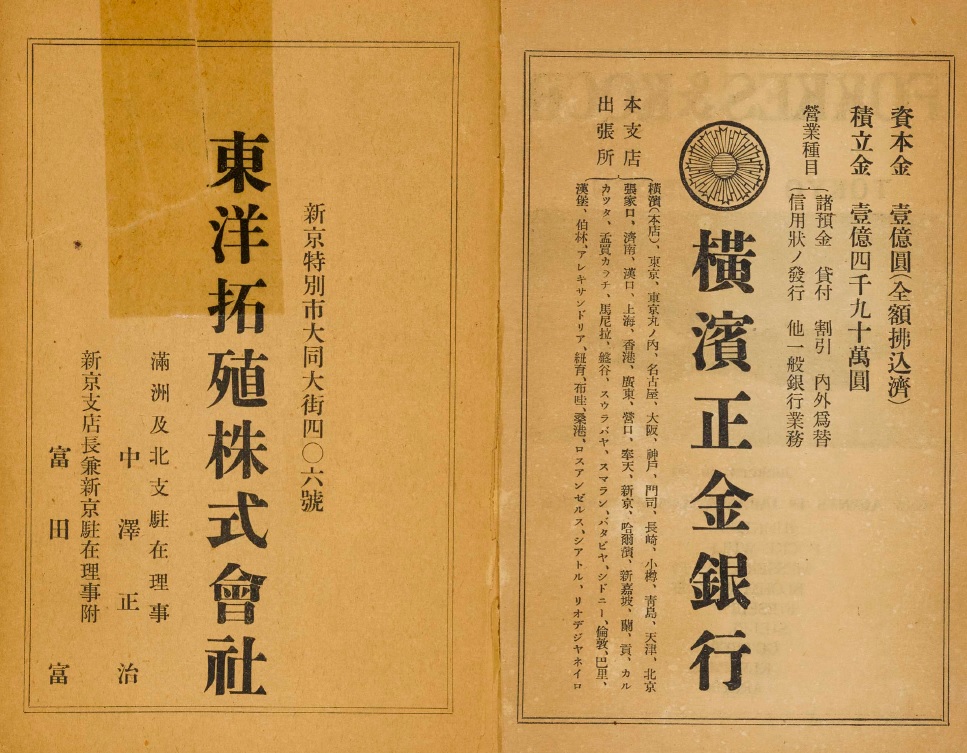 資本金　壹億圓(全額拂込濟)
積立金　壹億四千九十萬圓
營業種目
諸預金　貸付　割引　內外爲替
信用狀ノ發行　他一般銀行業務
橫濱正金銀行
本支店
出張所
橫濱(本店)、東京、東京丸ノ內、名古屋、大阪、神戶、門司、長崎、小樽、靑島、天津、北京
張家口、濟南、漢口、上海、香港、廣東、營口、奉天、新京、哈爾濱、新嘉坡、蘭貢、カル
カツタ、孟買、カラチ、馬尼拉、盤谷、スウラバヤ、スマラン、バタビヤ、シドニー、倫敦、巴里、
漢堡、伯林、アレキサンドリア、紐育、布哇、桑港、ロスアンゼルス、シアトル、リオデジヤネイロ
新京特別市大同大街四〇六號
東洋拓殖株式會社
滿洲及北支駐在理事
中澤正治
新京支店長兼新京駐在理事附
富田富